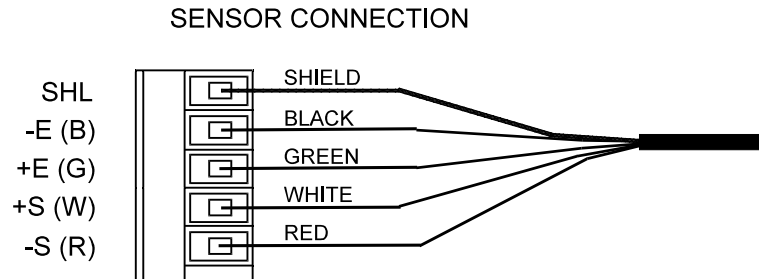 SENSOR CONNECTION
SHL SHIELD
-E (B) BLACK
+E (G) GREEN
+S (W) WHITE
-S (R) RED